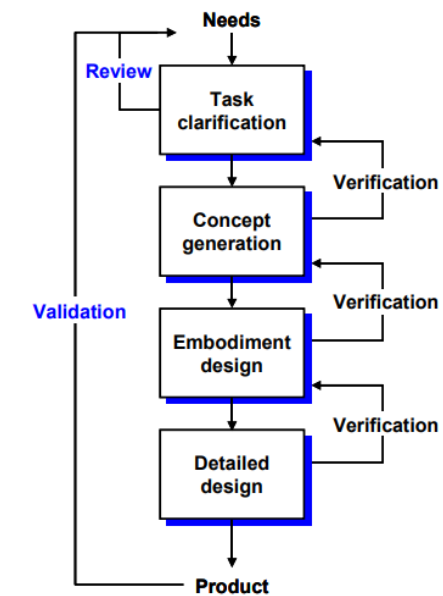 Needs
Review
Task
clarification
Verification
Concept
generation
Verification
Validation
Embodiment
design
Verification
Detailed
design
Product